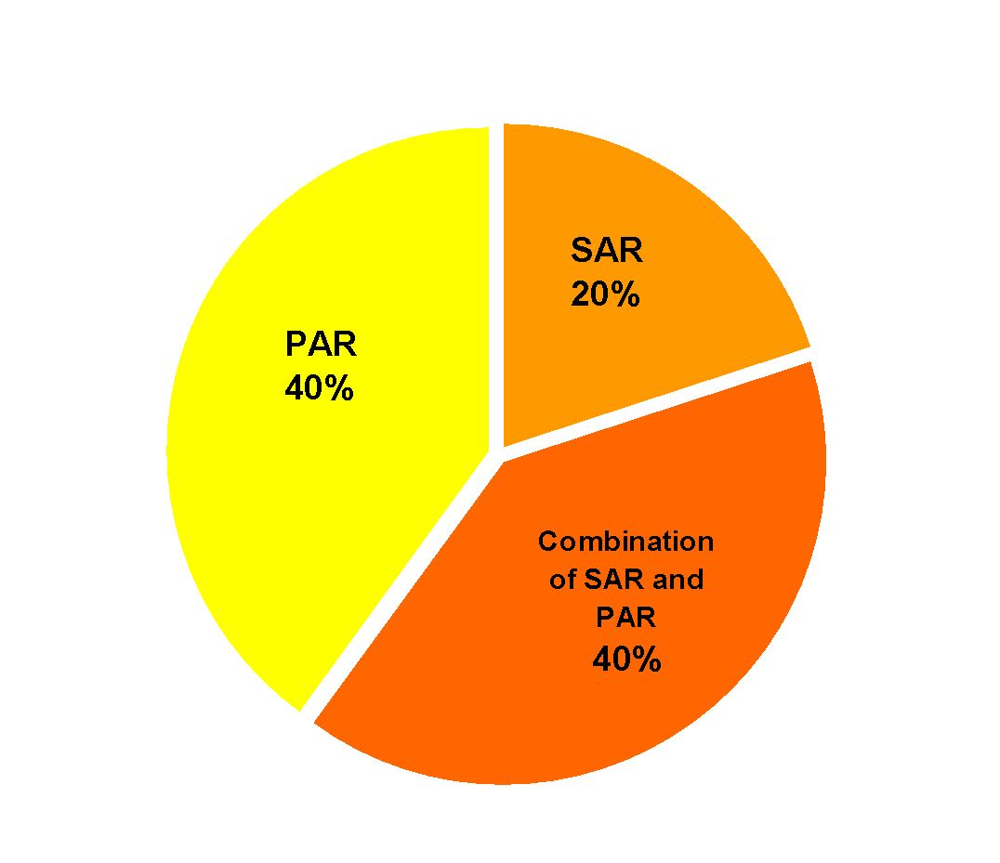 SAR
20%
PAR
40%
Combination
of SAR and
PAR
40%